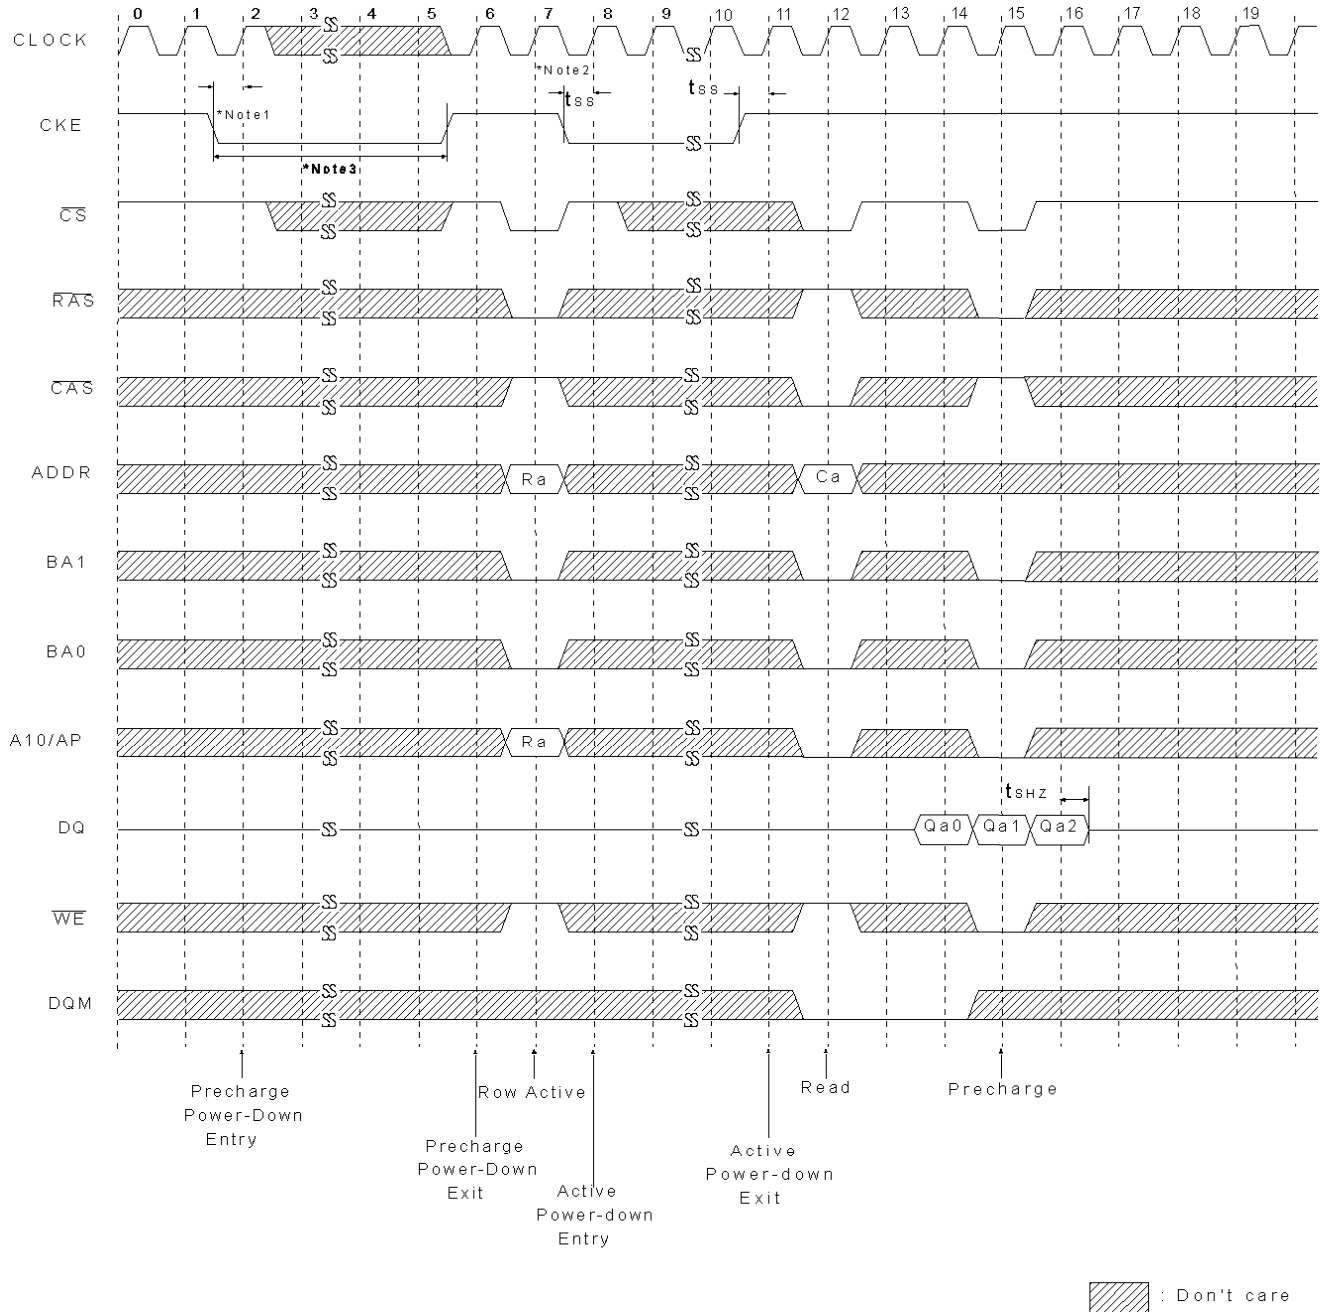 0 1 2 3 4 5 6 7 8 9 10 11 12 13 14 15 16 17 18 19
CLOCK
*Note2
*Note1
tSS
tSS
CKE
*Note3
CS
RAS
CAS
ADDR
Ra
Ca
BA1
BA0
A10/AP
Ra
tSHZ
DQ
Qa0 Qa1 Qa2
WE
DQM
Precharge
Power-Down
Entry
Row Active
Precharge
Power-Down
Exit
Active
Power-down
Entry
Active
Power-down
Exit
Read
Precharge
: Don't care